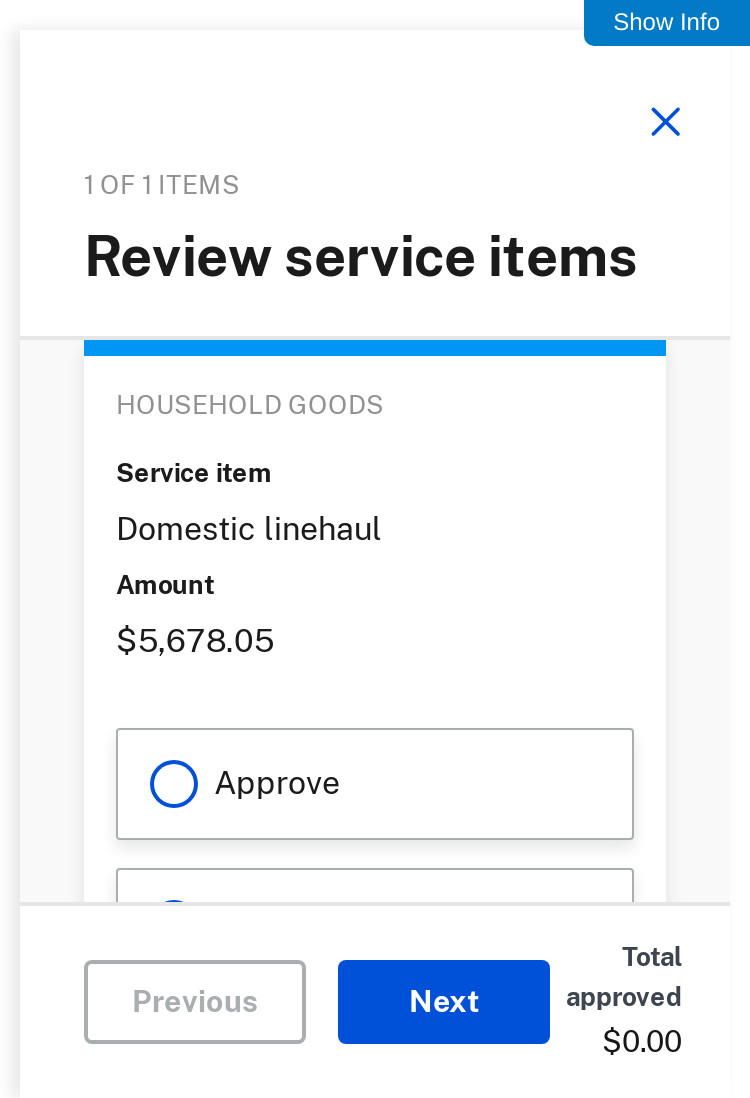 Show Info
1 OF 1 ITEMS
Review service items
HOUSEHOLD GOODS
Service item
Domestic linehaul
Amount
$5,678.05
Approve
Previous
Next
Total
approved
$0.00